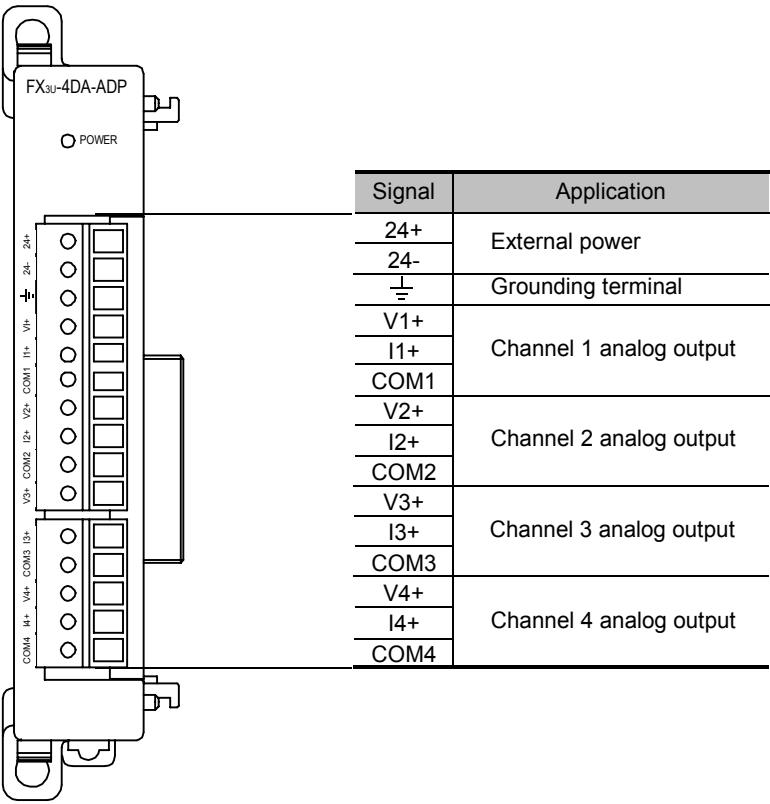 FX3U-4DA-ADP
POWER
24+
24-
⏚
V1+
I1+
COM1
V2+
I2+
COM2
V3+
I3+
COM3
V4+
I4+
COM4
Signal Application
24+
External power
24-
⏚ Grounding terminal
V1+
I1+ Channel 1 analog output
COM1
V2+
I2+ Channel 2 analog output
COM2
V3+
I3+ Channel 3 analog output
COM3
V4+
I4+ Channel 4 analog output
COM4